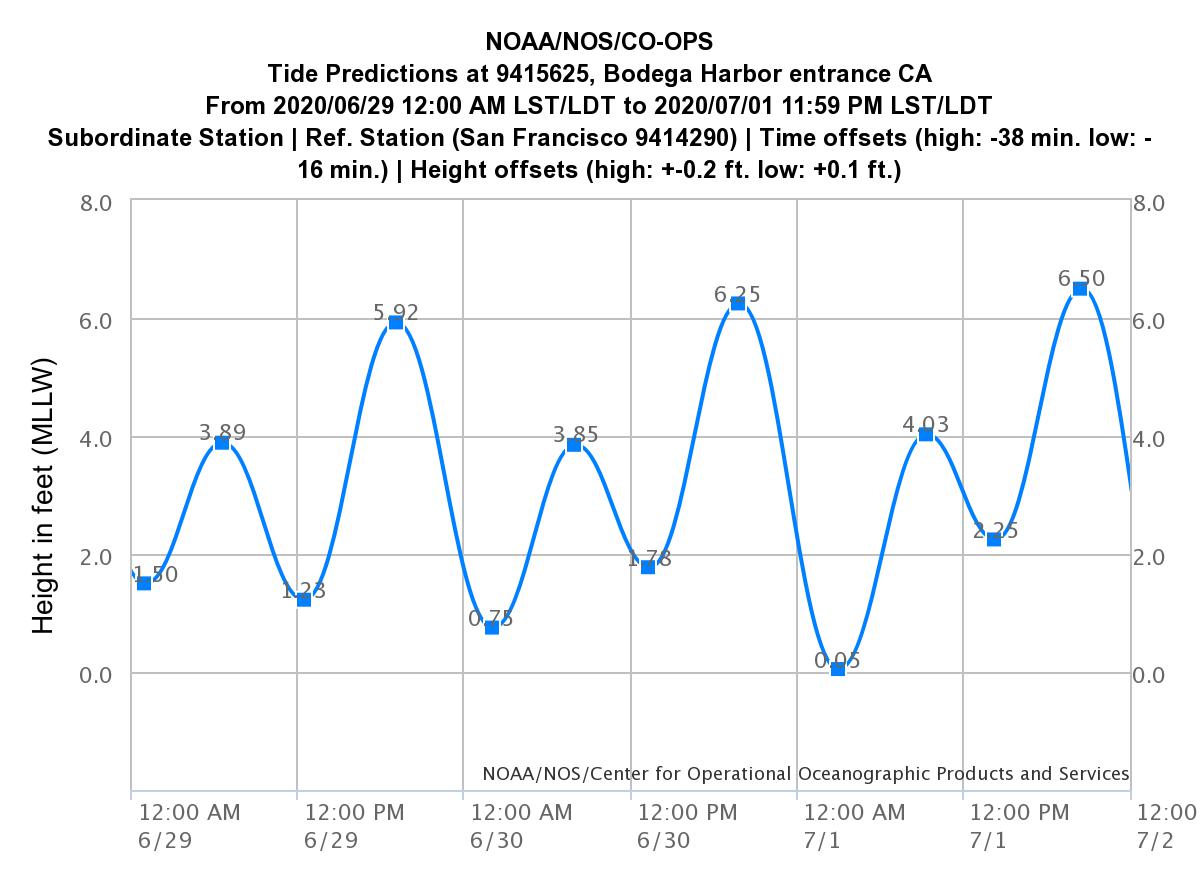 NOAA/NOS/CO-OPS
Tide Predictions at 9415625, Bodega Harbor entrance CA
From 2020/06/29 12:00 AM LST/LDT to 2020/07/01 11:59 PM LST/LDT
Subordinate Station | Ref. Station (San Francisco 9414290) | Time offsets (high: -38 min. low: -
16 min.) | Height offsets (high: +-0.2 ft. low: +0.1 ft.)
8.0 8.0
6.50
6.25
5.92
6.0 6.0
4.03
3.89
3.85
4.0 4.0
2.25
2.0 2.0
1.78
1.50
1.23
0.75
0.05
0.0 0.0
Height in feet (MLLW)
NOAA/NOS/Center for Operational Oceanographic Products and Services
12:00 AM 12:00 PM 12:00 AM 12:00 PM 12:00 AM 12:00 PM 12:00
6/29 6/29 6/30 6/30 7/1 7/1 7/2